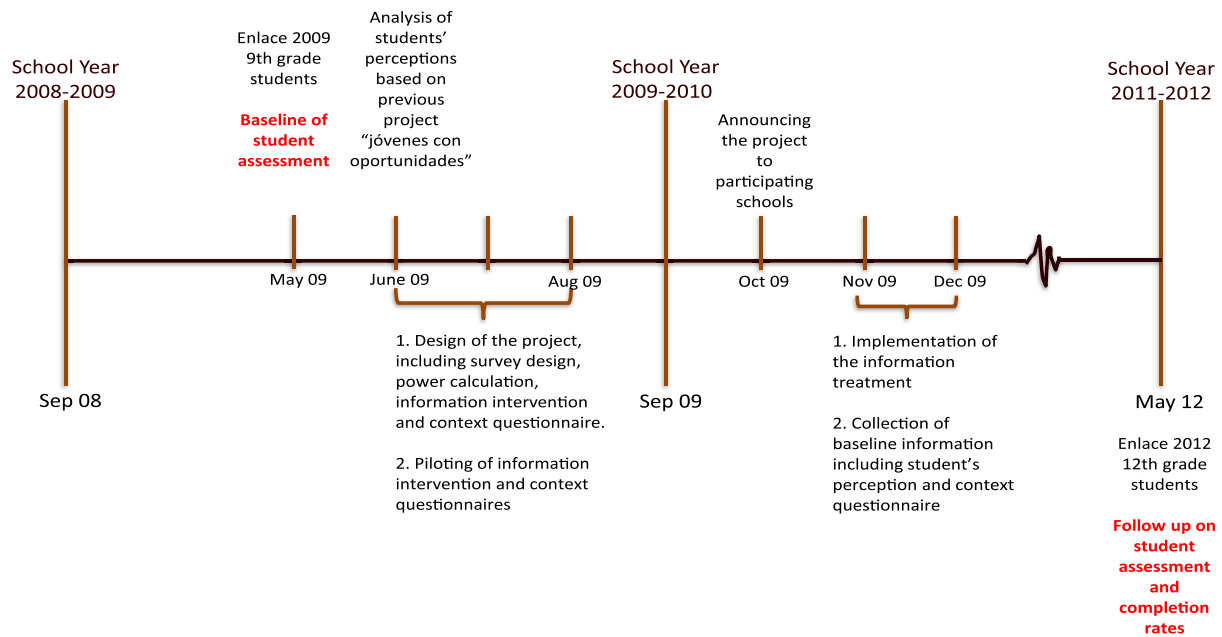 School Year
2008-2009
Enlace 2009
9th grade
students
Baseline of
student
assessment
Analysis of
students’
perceptions
based on
previous
project
“jóvenes con
oportunidades”
School Year
2009-2010
Announcing
the project
to
participating
schools
School Year
2011-2012
May 09
June 09
Aug 09
Oct 09
Nov 09
Dec 09
Sep 08
1. Design of the project,
including survey design,
power calculation,
information intervention
and context questionnaire.
2. Piloting of information
intervention and context
questionnaires
Sep 09
1. Implementation of
the information
treatment
2. Collection of
baseline information
including student’s
perception and context
questionnaire
May 12
Enlace 2012
12th grade
students
Follow up on
student
assessment
and
completion
rates